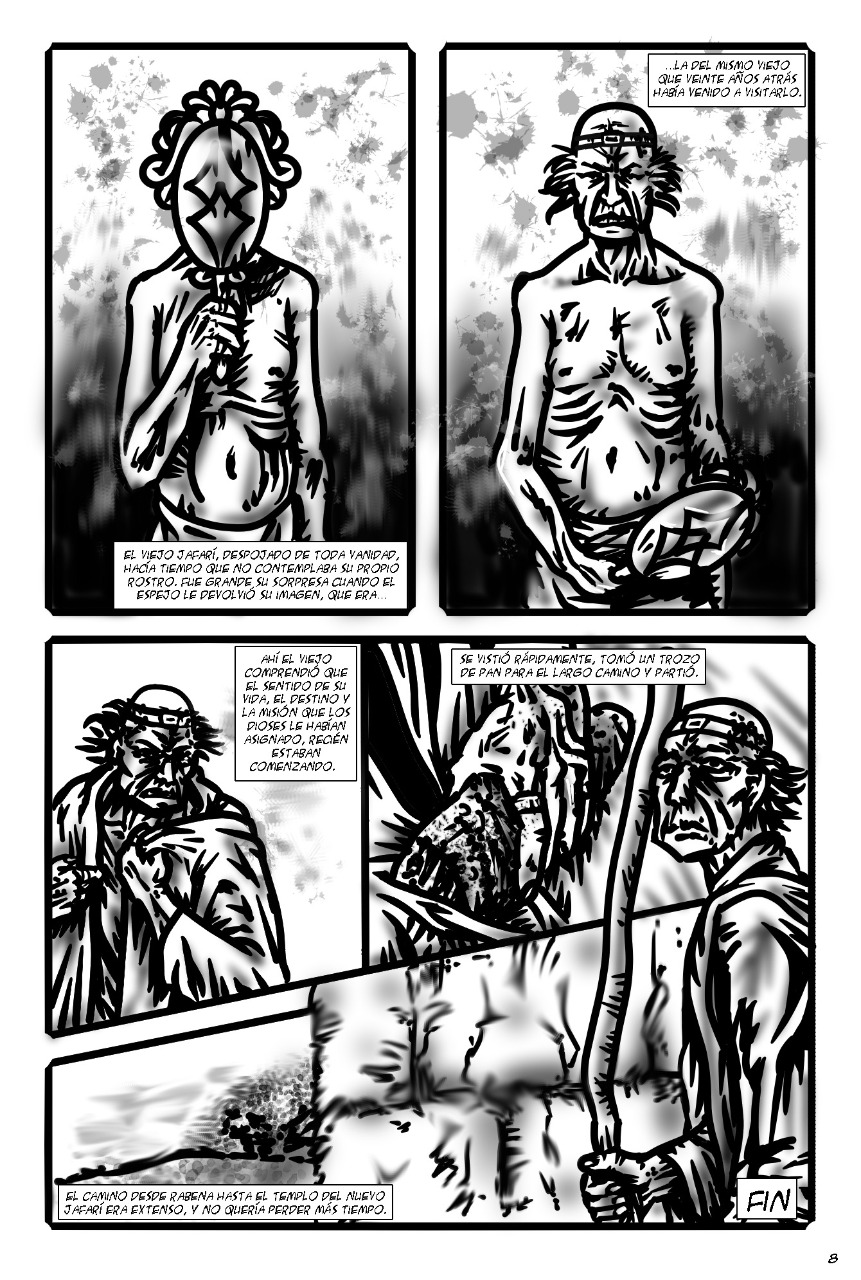 EL VIEJO JAFARÍ, DESPOJADO DE TODA VANIDAD,
HACÍA TIEMPO QUE NO CONTEMPLABA SU PROPIO
ROSTRO. FUE GRANDE SU SORPRESA CUANDO EL
ESPEJO LE DEVOLVIÓ SU IMAGEN, QUE ERA...
...LA DEL MISMO VIEJO
QUE VEINTE AÑOS ATRÁS
HABÍA VENIDO A VISITARLO.
AHÍ EL VIEJO
COMPRENDIÓ QUE
EL SENTIDO DE SU
VIDA, EL DESTINO Y
LA MISIÓN QUE LOS
DIOSES LE HABÍAN
ASIGNADO, RECIÉN
ESTABAN
COMENZANDO.
SE VISTIÓ RÁPIDAMENTE, TOMÓ UN TROZO
DE PAN PARA EL LARGO CAMINO Y PARTIÓ.
EL CAMINO DESDE RABENA HASTA EL TEMPLO DEL NUEVO
JAFARÍ ERA EXTENSO, Y NO QUERÍA PERDER MÁS TIEMPO.
FIN
8